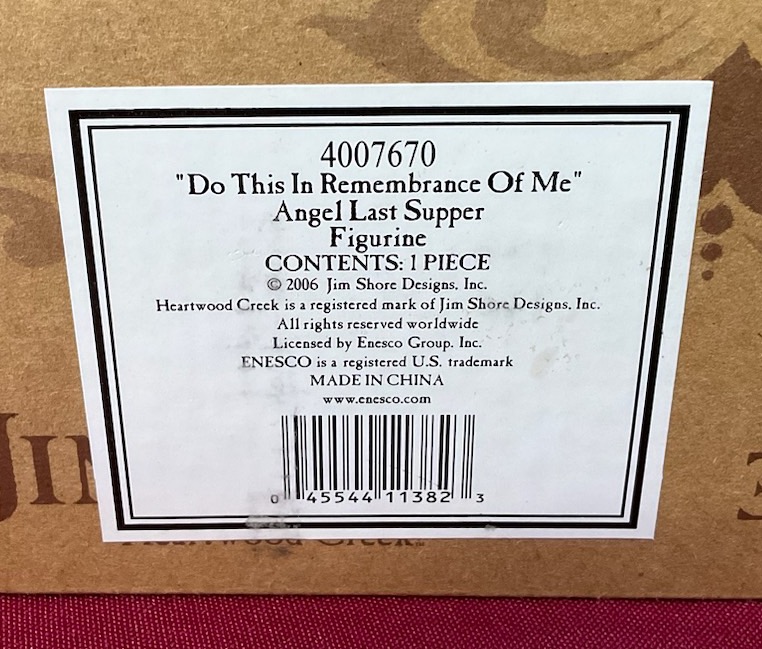 4007670
"Do This In Remembrance Of Me"
Angel Last Supper
Figurine
CONTENTS: 1 PIECE
© 2006 Jim Shore Designs, Inc.
Heartwood Creek is a registered mark of Jim Shore Designs, Inc.
All rights reserved worldwide
Licensed by Enesco Group, Inc.
ENESCO is a registered U.S. trademark
MADE IN CHINA
www.enesco.com
0 45544 11382 3